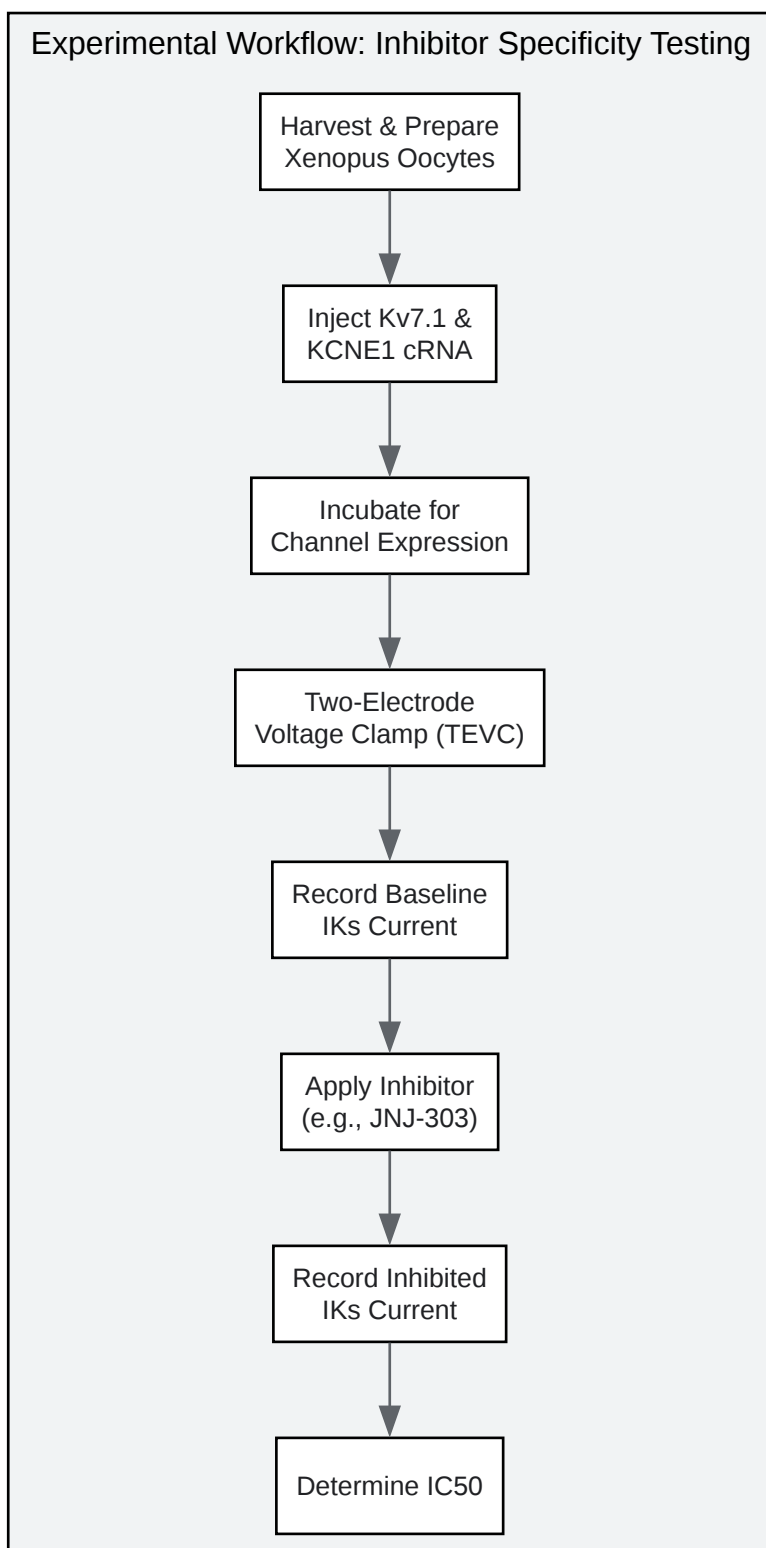 Experimental Workflow: Inhibitor Specificity Testing
Harvest & Prepare
Xenopus Oocytes
Inject Kv7.1 &
KCNE1 cRNA
Incubate for
Channel Expression
Two-Electrode
Voltage Clamp (TEVC)
Record Baseline
IKs Current
Apply Inhibitor
(e.g., JNJ-303)
Record Inhibited
IKs Current
Determine IC50